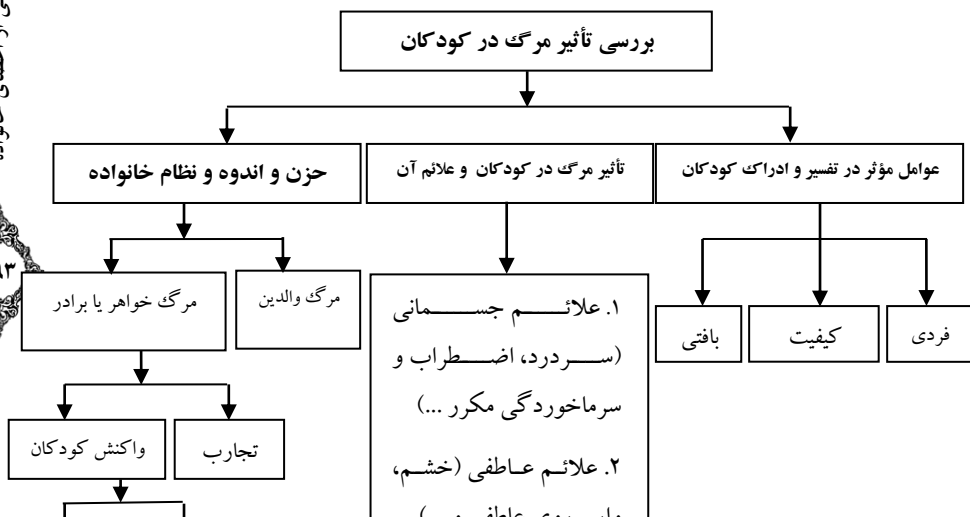 بررسی تأثیر مرگ در کودکان
عوامل مؤثر در تفسیر و ادراک کودکان
تأثیر مرگ در کودکان و علائم آن
حزن و اندوه و نظام خانواده
فردی
کیفیت
بافتی
۱. علائم جسمانی
(سردرد، اضطراب و
سرماخوردگی مکرر ...)
۲. علائم عاطفی (خشم،
مرگ والدین
مرگ خواهر یا برادر
تجارب
واکنش کودکان